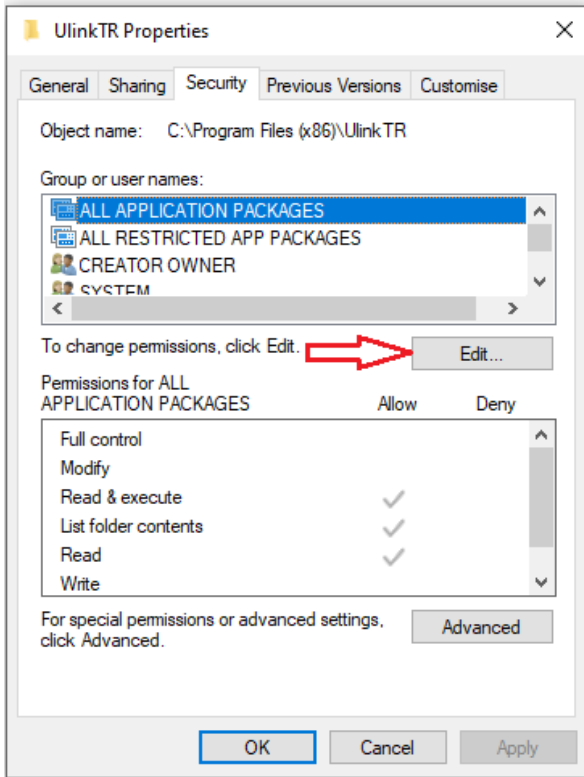 UlinkTR Properties
General Sharing Security Previous Versions Customise
Object name: C:\Program Files (x86)\UlinkTR
Group or user names:
ALL APPLICATION PACKAGES
ALL RESTRICTED APP PACKAGES
CREATOR OWNER
SYSTEM
To change permissions, click Edit. Edit...
Permissions for ALL
APPLICATION PACKAGES Allow Deny
Full control
Modify
Read & execute
List folder contents
Read
Write
For special permissions or advanced settings,
click Advanced. Advanced
OK Cancel Apply